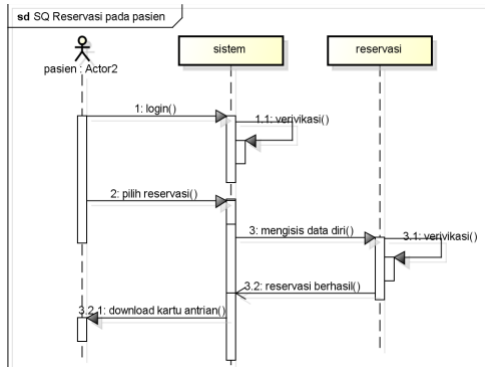 sd SQ Reservasi pada pasien
pasien : Actor2
sistem
reservasi
1: login()
1.1: verivikasi()
2: pilih reservasi()
3: mengisis data diri()
3.1: verivikasi()
3.2: reservasi berhasil()
3.2.1: download kartu antrian()